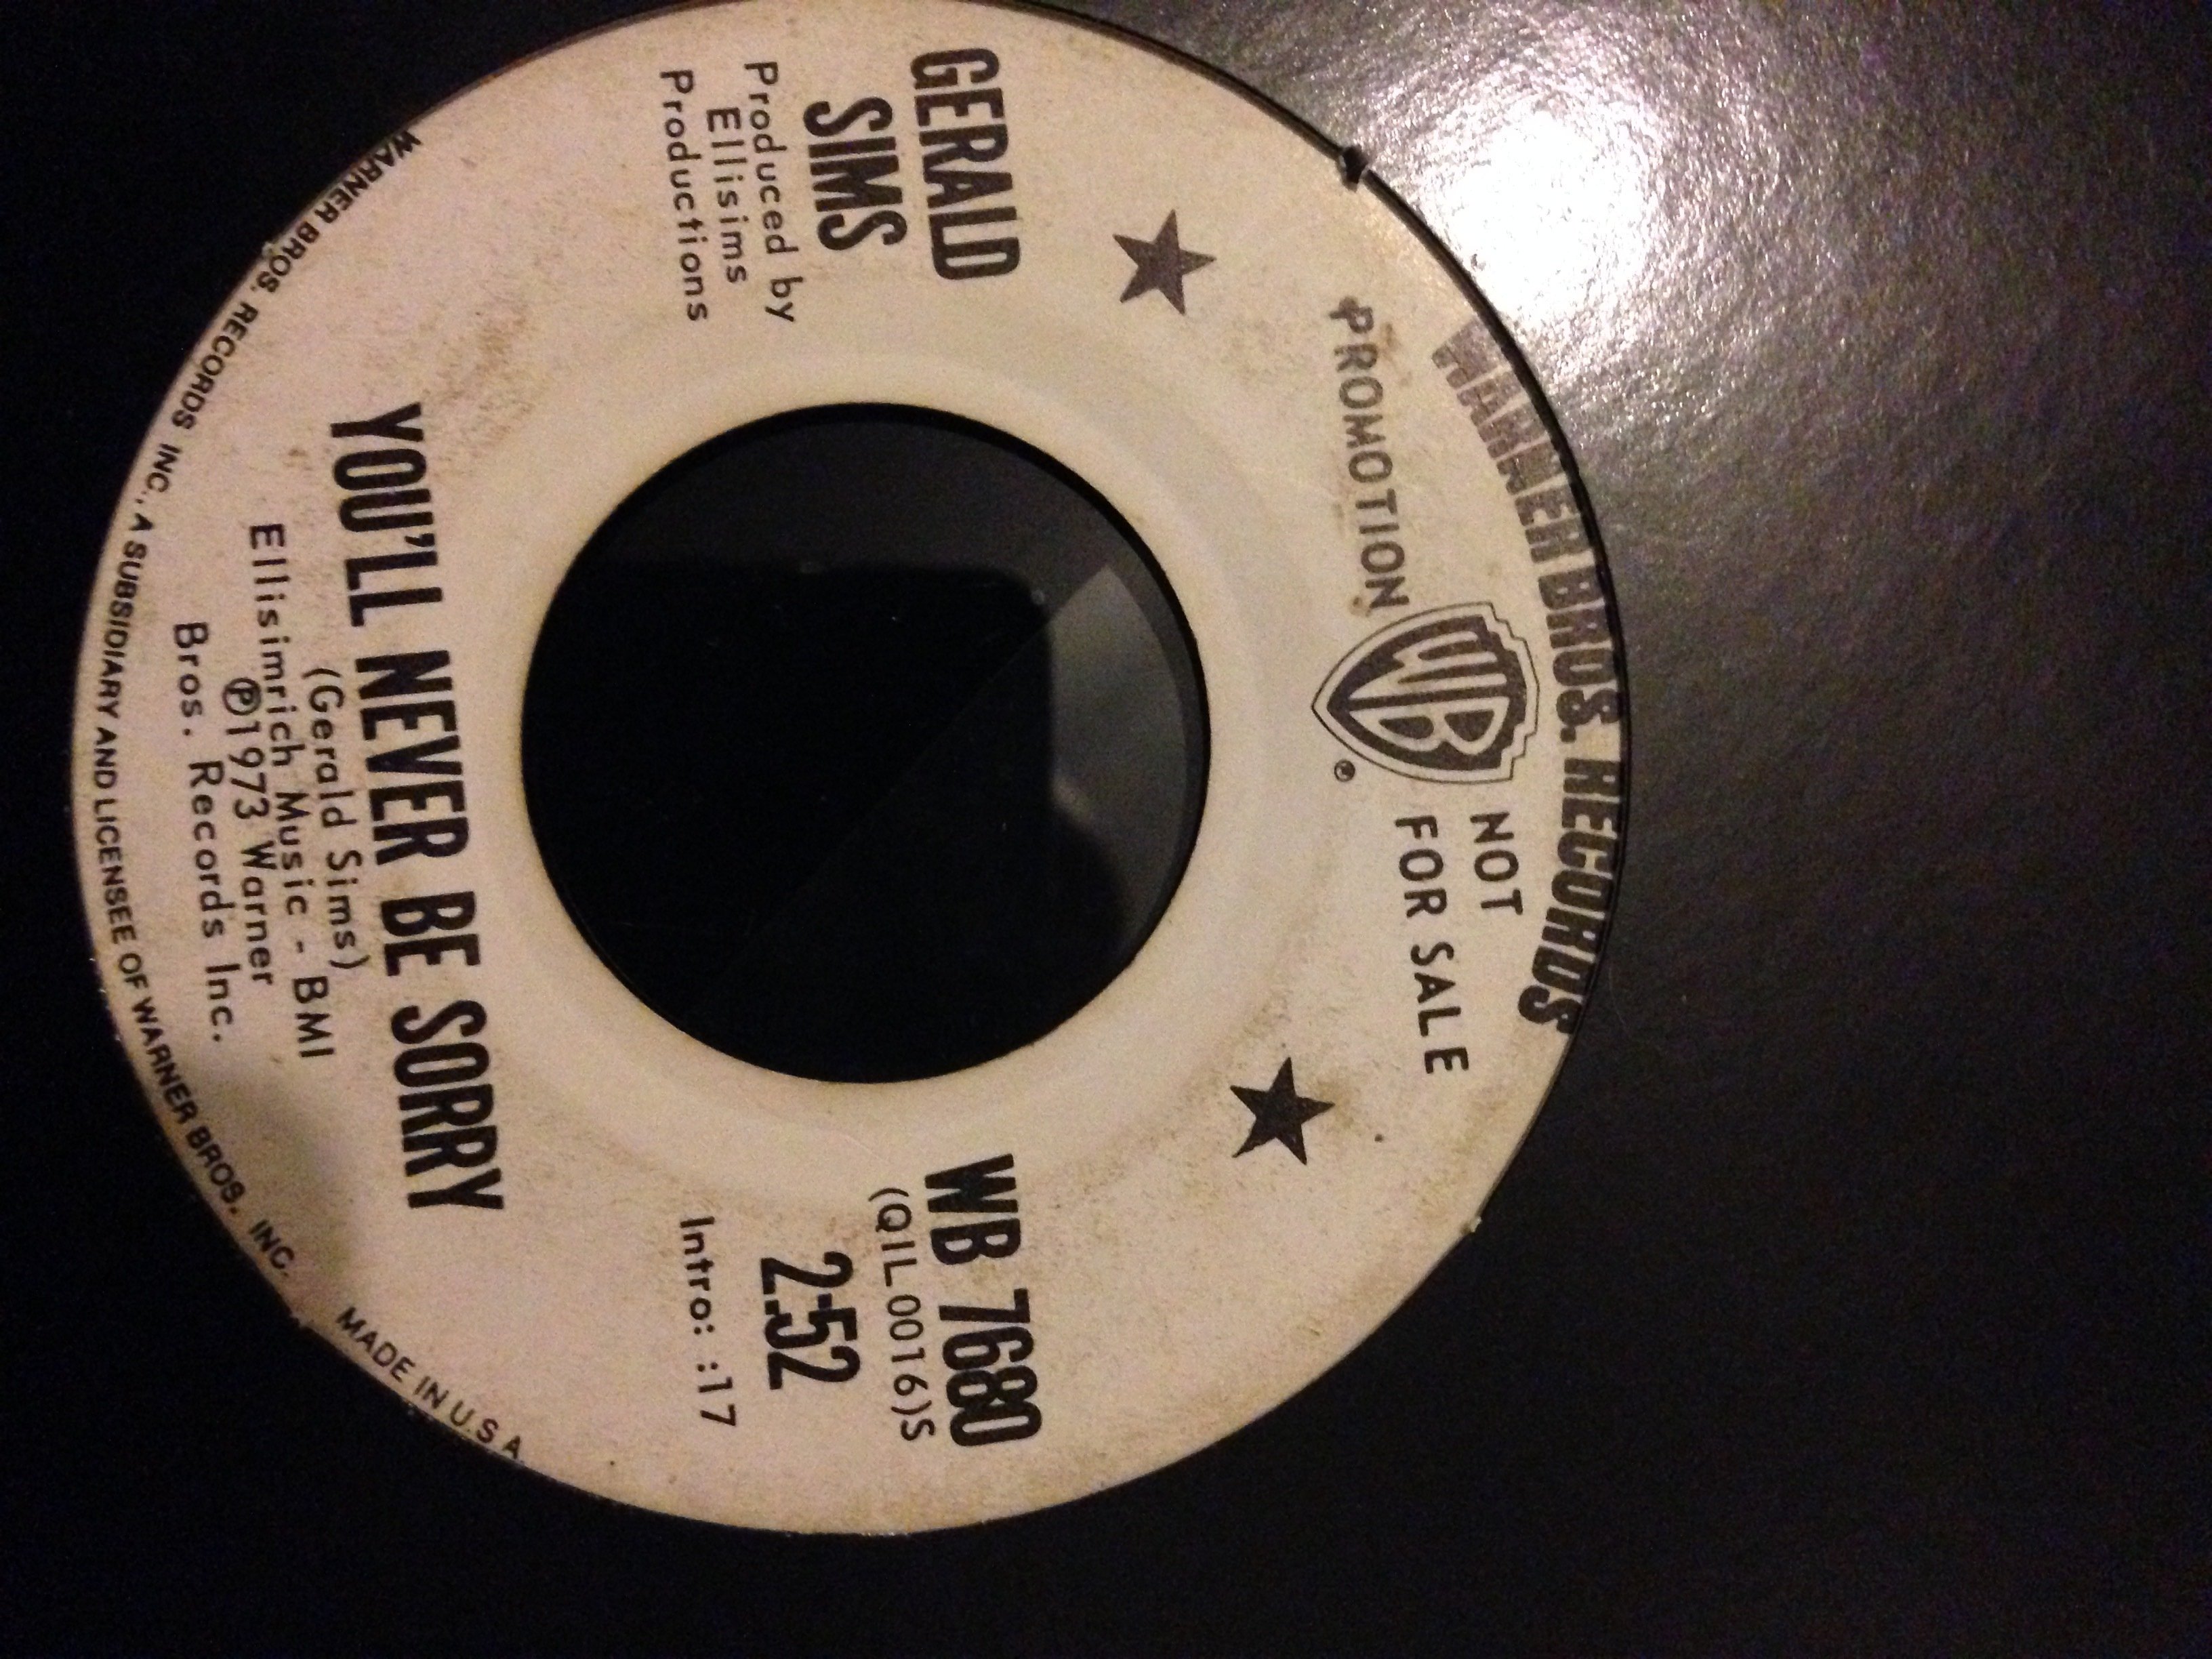 WARNER BROS. RECORDS
PROMOTION
WB
®
NOT
FOR SALE
GERALD
SIMS
Produced by
Ellisims
Productions
WB 7680
(QIL 0016)S
2:52
Intro: :17
YOU'LL NEVER BE SORRY
(Gerald Sims)
Ellisimrich Music - BMI
℗1973 Warner
Bros. Records Inc.
WARNER BROS. RECORDS INC., A SUBSIDIARY AND LICENSEE OF WARNER BROS. INC. MADE IN U.S.A.